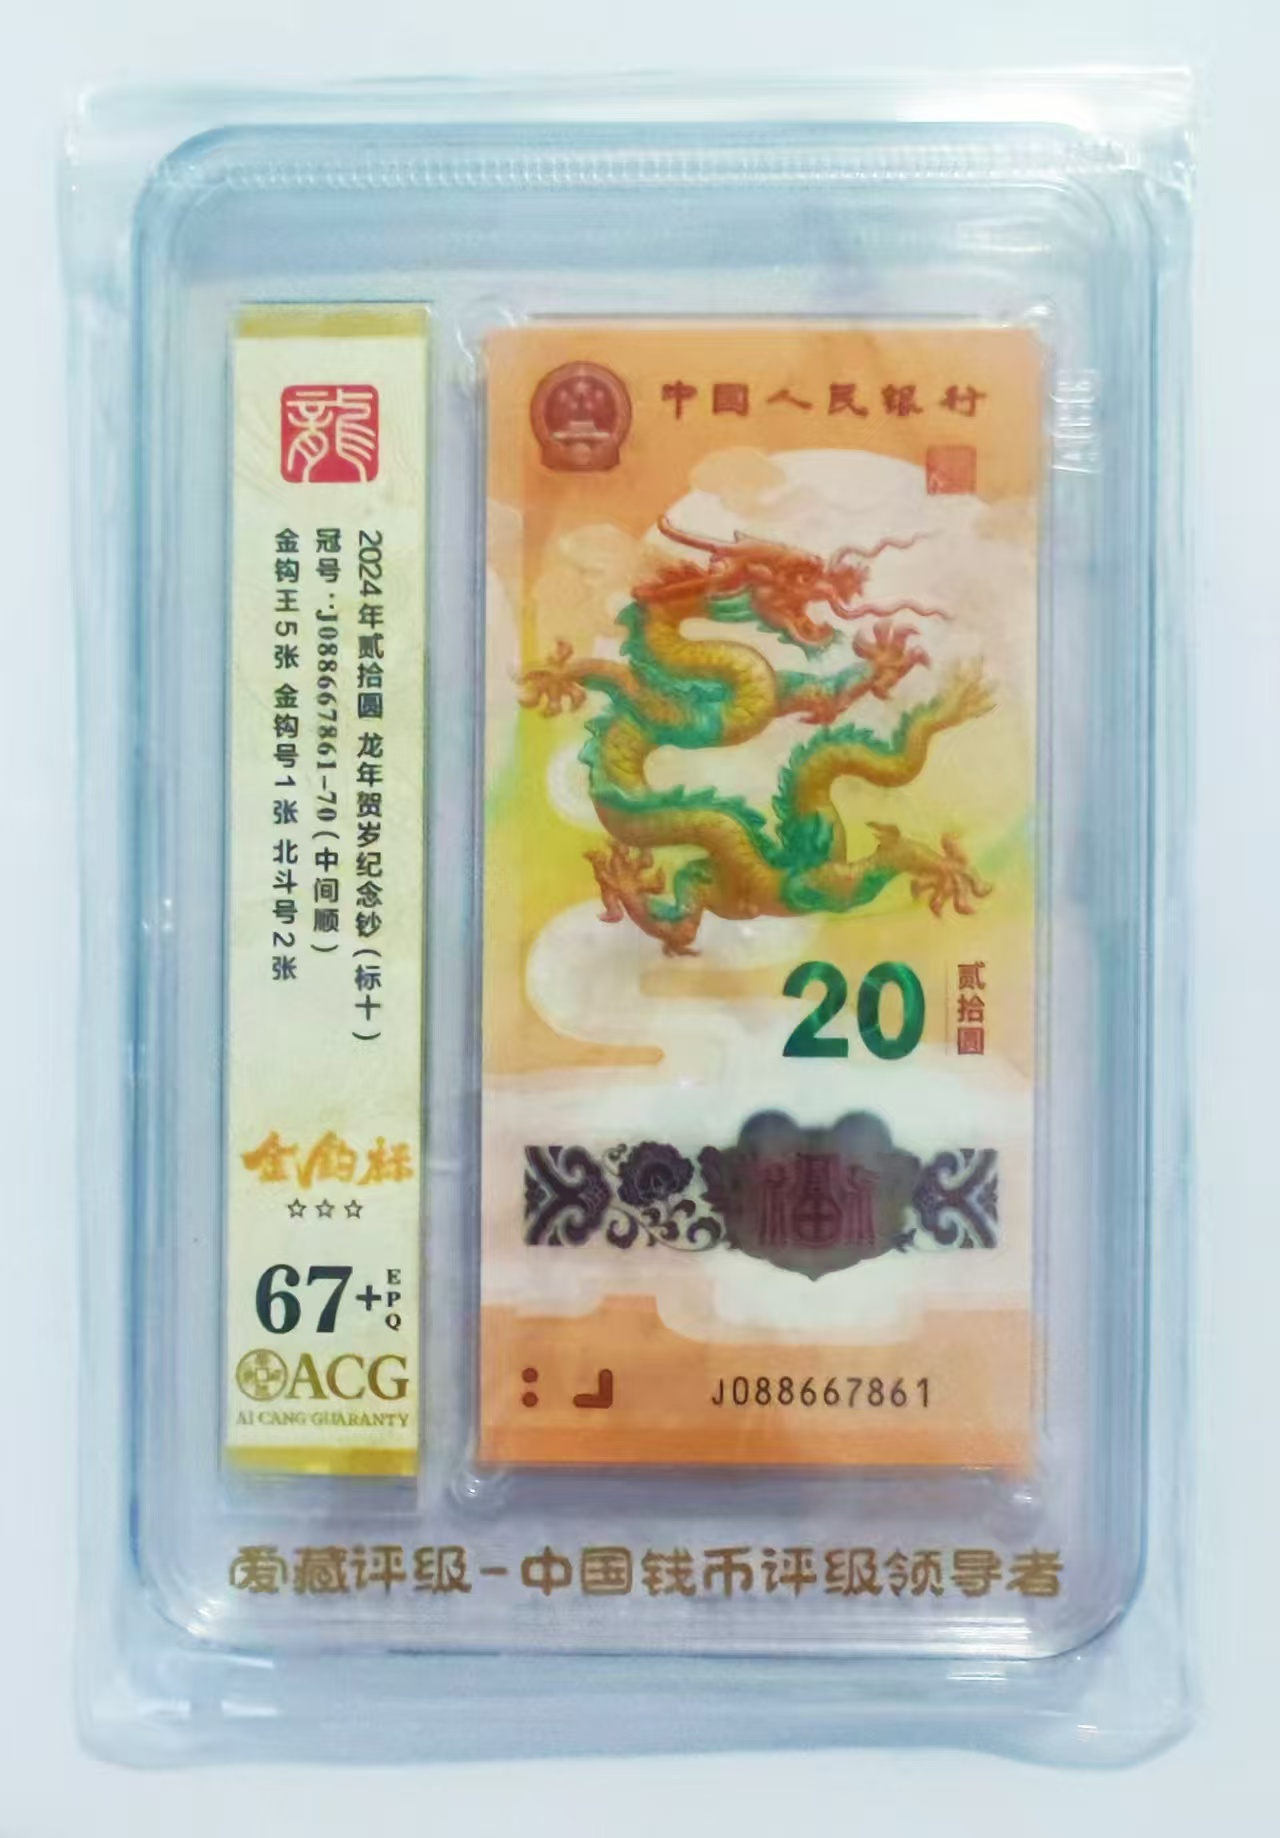 龍
2024年贰拾圆 龙年贺岁纪念钞(标十)
冠号:J088667861-70(中间顺)
金钩王5张 金钩号1张 北斗号2张
金钩标
67+
EPQ
ACG
AI CANG GUARANTY
中国人民银行
20
贰拾圆
福
J088667861
爱藏评级-中国钱币评级领导者